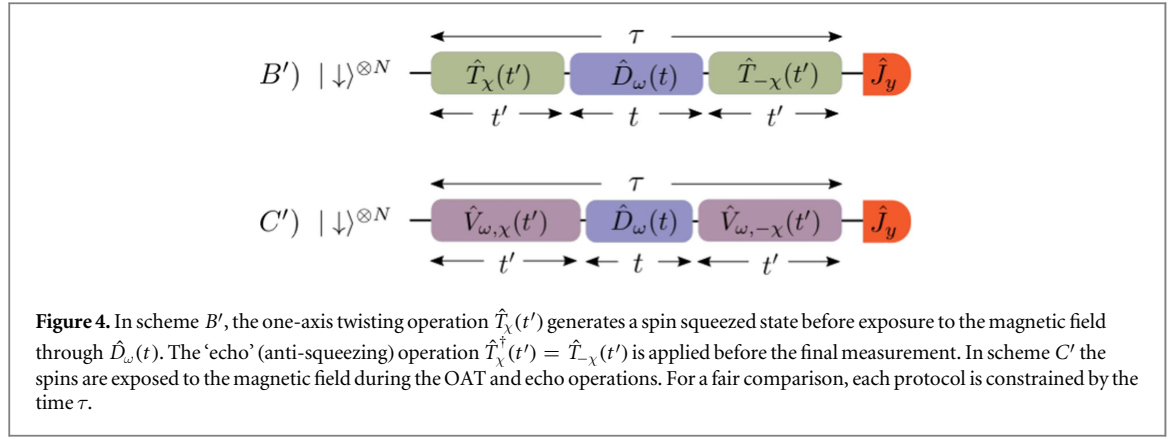 τ
B′) |↓⟩^{⊗N} T̂_χ(t′) D̂_ω(t) T̂_{−χ}(t′) Ĵ_y
t′ t t′
τ
C′) |↓⟩^{⊗N} V̂_{ω,χ}(t′) D̂_ω(t) V̂_{ω,−χ}(t′) Ĵ_y
t′ t t′
Figure 4. In scheme B′, the one-axis twisting operation T̂_χ(t′) generates a spin squeezed state before exposure to the magnetic field
through D̂_ω(t). The ‘echo’ (anti-squeezing) operation T̂_χ^†(t′) = T̂_{−χ}(t′) is applied before the final measurement. In scheme C′ the
spins are exposed to the magnetic field during the OAT and echo operations. For a fair comparison, each protocol is constrained by the
time τ.